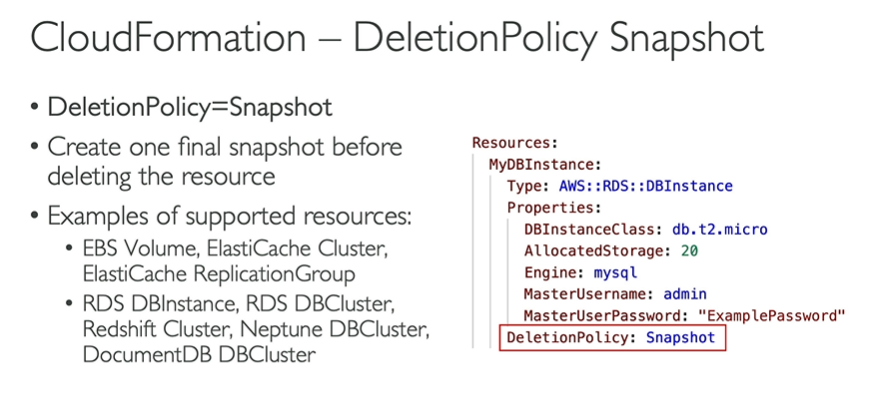 CloudFormation – DeletionPolicy Snapshot
• DeletionPolicy=Snapshot
• Create one final snapshot before
deleting the resource
• Examples of supported resources:
• EBS Volume, ElastiCache Cluster,
ElastiCache ReplicationGroup
• RDS DBInstance, RDS DBCluster,
Redshift Cluster, Neptune DBCluster,
DocumentDB DBCluster
Resources:
MyDBInstance:
Type: AWS::RDS::DBInstance
Properties:
DBInstanceClass: db.t2.micro
AllocatedStorage: 20
Engine: mysql
MasterUsername: admin
MasterUserPassword: "ExamplePassword"
DeletionPolicy: Snapshot